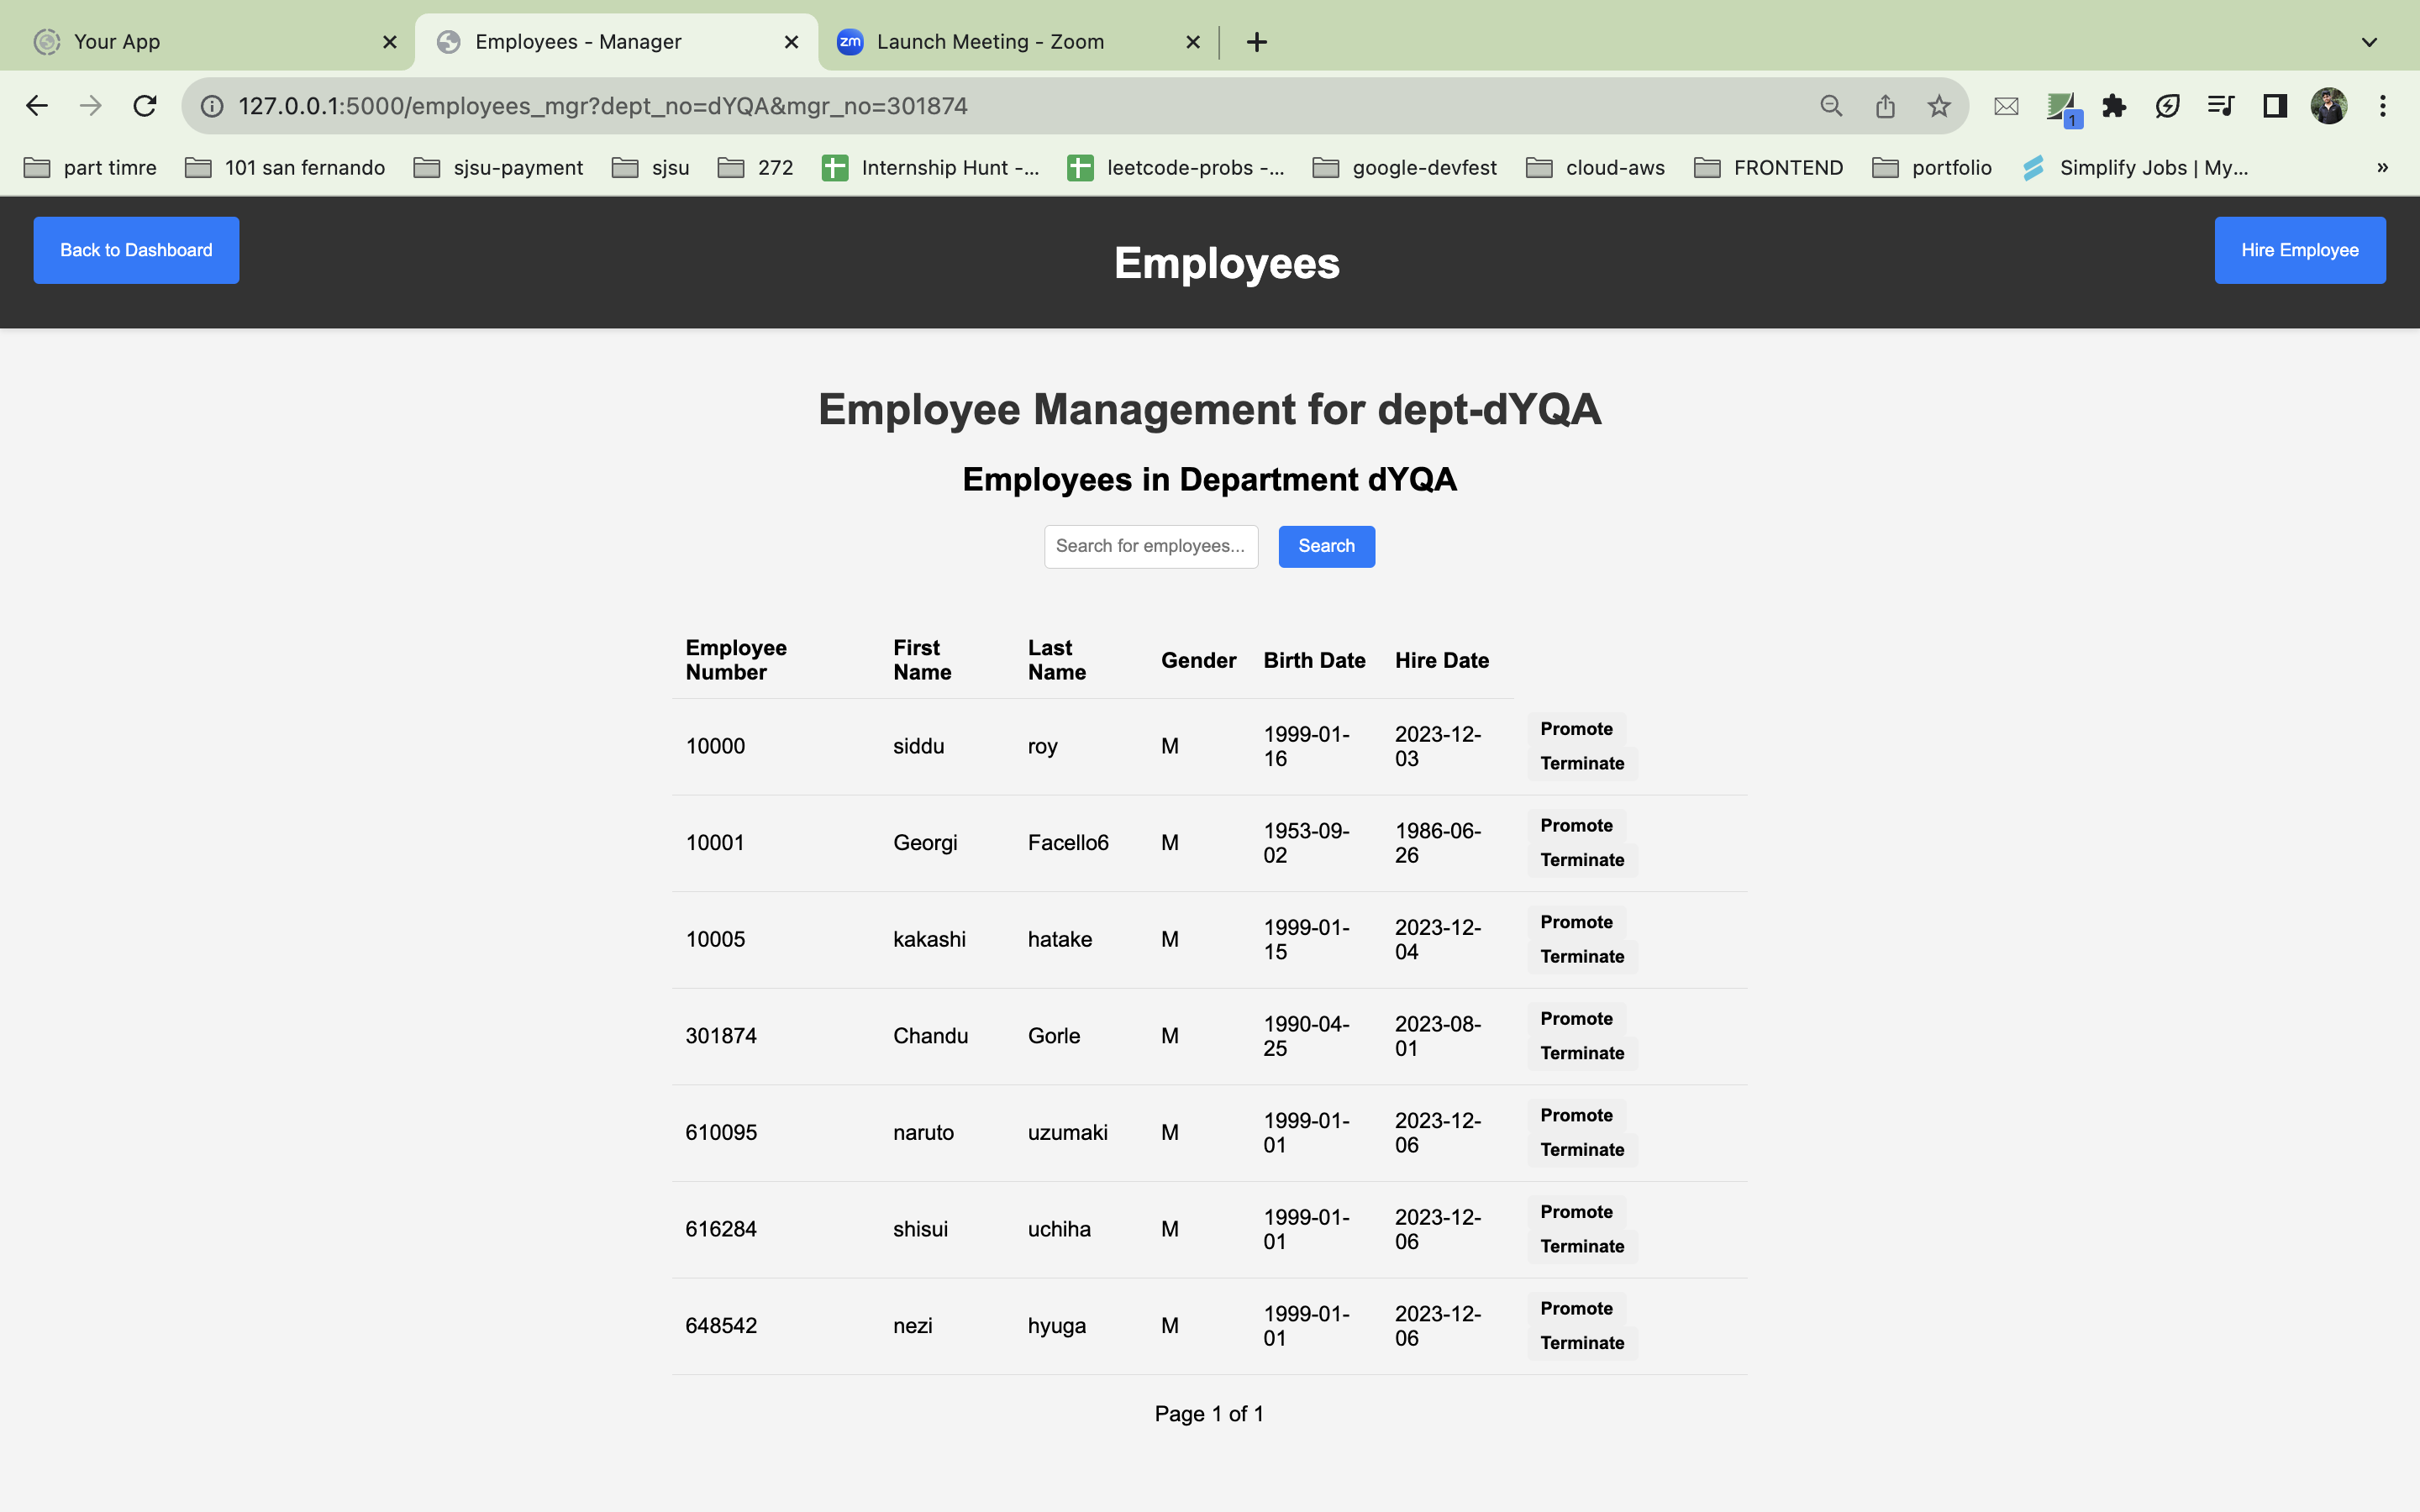 Your App
Employees - Manager
zm
Launch Meeting - Zoom
127.0.0.1:5000/employees_mgr?dept_no=dYQA&mgr_no=301874
1
part timre
101 san fernando
sjsu-payment
sjsu
272
Internship Hunt -...
leetcode-probs -...
google-devfest
cloud-aws
FRONTEND
portfolio
Simplify Jobs | My...
»
Back to Dashboard
Employees
Hire Employee
Employee Management for dept-dYQA
Employees in Department dYQA
Search for employees...
Search
Employee Number
First Name
Last Name
Gender
Birth Date
Hire Date
10000 siddu roy M 1999-01-16 2023-12-03 Promote Terminate
10001 Georgi Facello6 M 1953-09-02 1986-06-26 Promote Terminate
10005 kakashi hatake M 1999-01-15 2023-12-04 Promote Terminate
301874 Chandu Gorle M 1990-04-25 2023-08-01 Promote Terminate
610095 naruto uzumaki M 1999-01-01 2023-12-06 Promote Terminate
616284 shisui uchiha M 1999-01-01 2023-12-06 Promote Terminate
648542 nezi hyuga M 1999-01-01 2023-12-06 Promote Terminate
Page 1 of 1